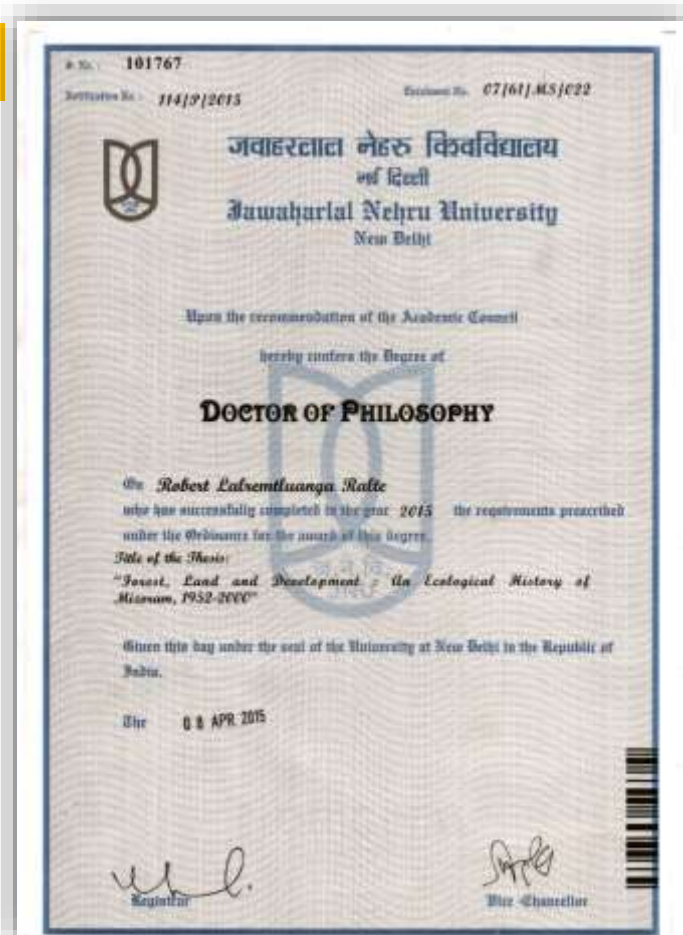 101767
114/P/2015
07/61/MS/022
जवाहरलाल नेहरू विश्वविद्यालय
नई दिल्ली
Jawaharlal Nehru University
New Delhi
Upon the recommendation of the Academic Council
hereby confers the Degree of
DOCTOR OF PHILOSOPHY
On Robert Lalremtluanga Ralte
who has successfully completed in the year 2015 the requirements prescribed
under the Ordinance for the award of this degree.
Title of the Thesis:
"Forest, Land and Development : An Ecological History of
Mizoram, 1952-2000"
Given this day under the seal of the University at New Delhi in the Republic of
India.
The 08 APR 2015
Registrar
Vice-Chancellor